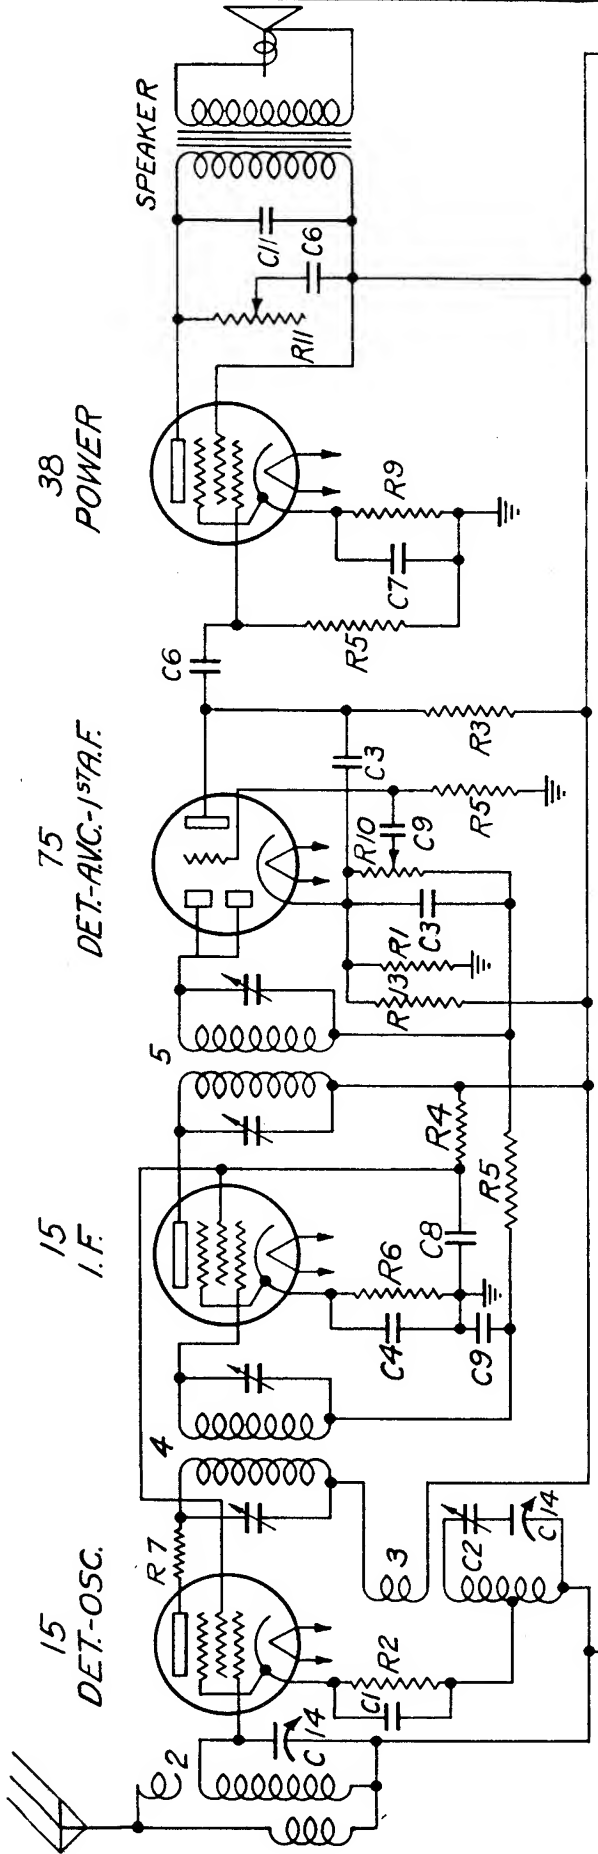 15
DET.-OSC.
15
I.F.
75
DET.-A.V.C.-1ST A.F.
38
POWER
SPEAKER
2
R7
4
5
C14
C1
R2
3
C2
C14
C4
R6
C8
C9
R4
R5
R13
R1
C3
R10
C9
C3
R5
R3
C6
R5
C7
R9
R11
C6
C11